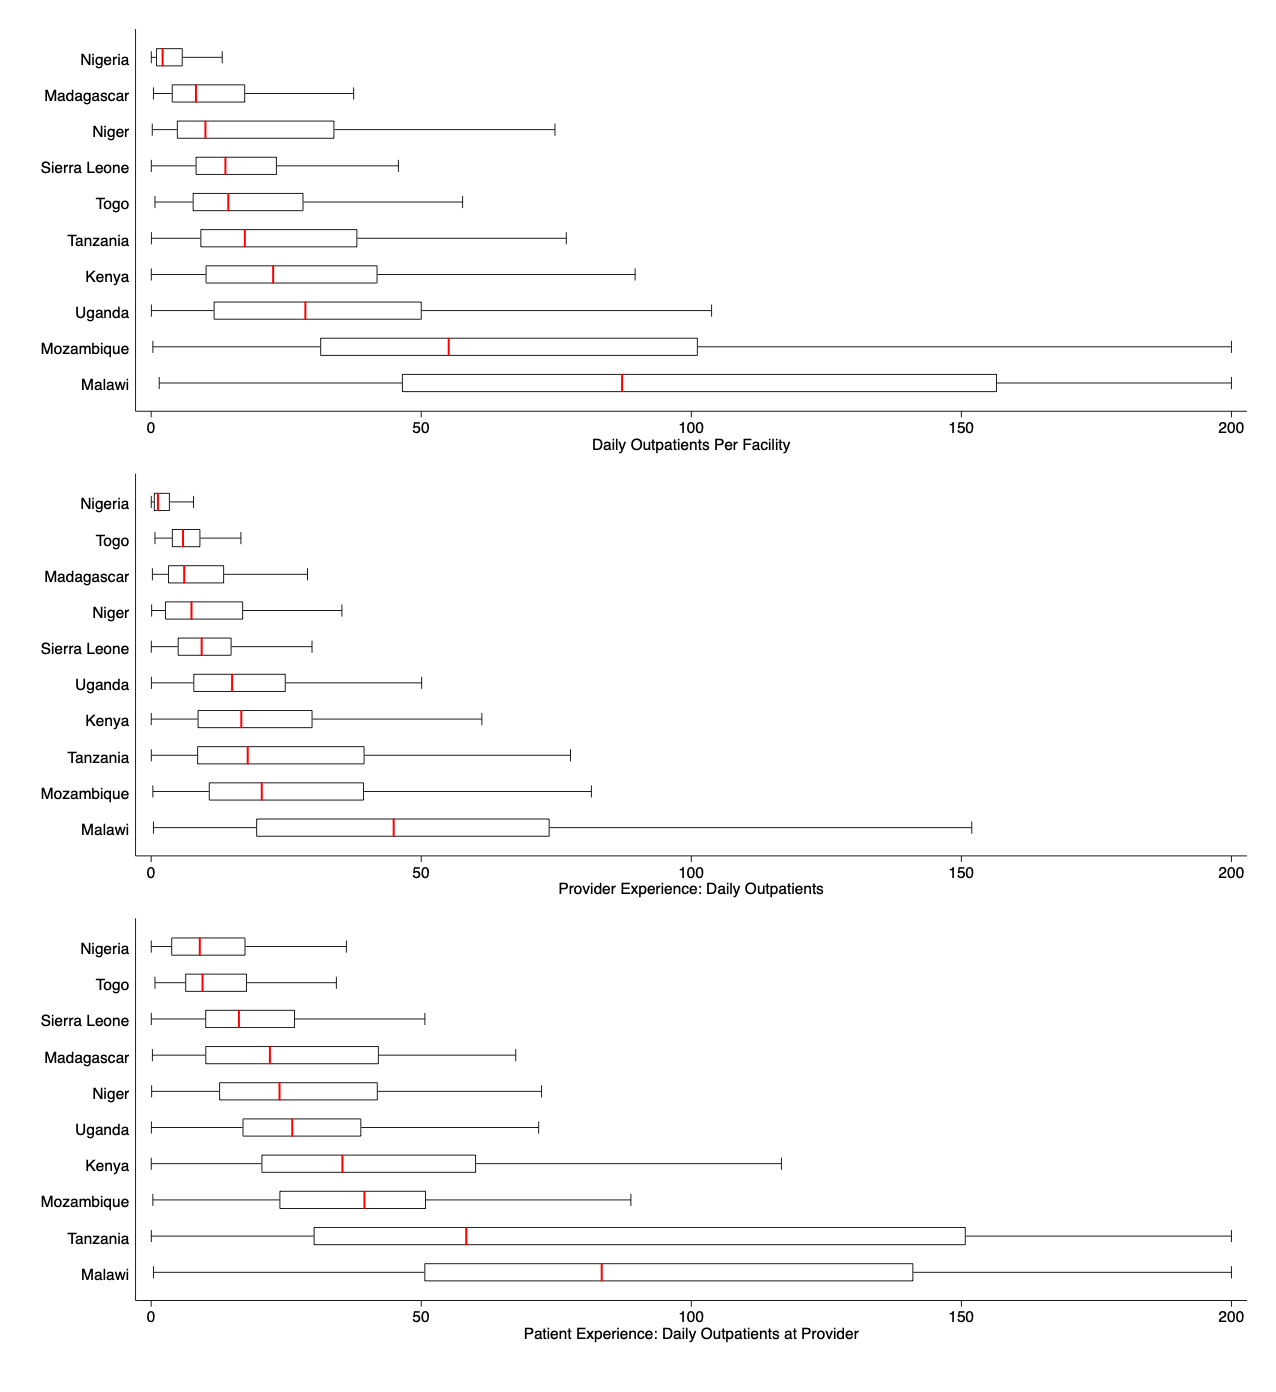 Nigeria
Madagascar
Niger
Sierra Leone
Togo
Tanzania
Kenya
Uganda
Mozambique
Malawi
0 50 100 150 200
Daily Outpatients Per Facility
Nigeria
Togo
Madagascar
Niger
Sierra Leone
Uganda
Kenya
Tanzania
Mozambique
Malawi
0 50 100 150 200
Provider Experience: Daily Outpatients
Nigeria
Togo
Sierra Leone
Madagascar
Niger
Uganda
Kenya
Mozambique
Tanzania
Malawi
0 50 100 150 200
Patient Experience: Daily Outpatients at Provider